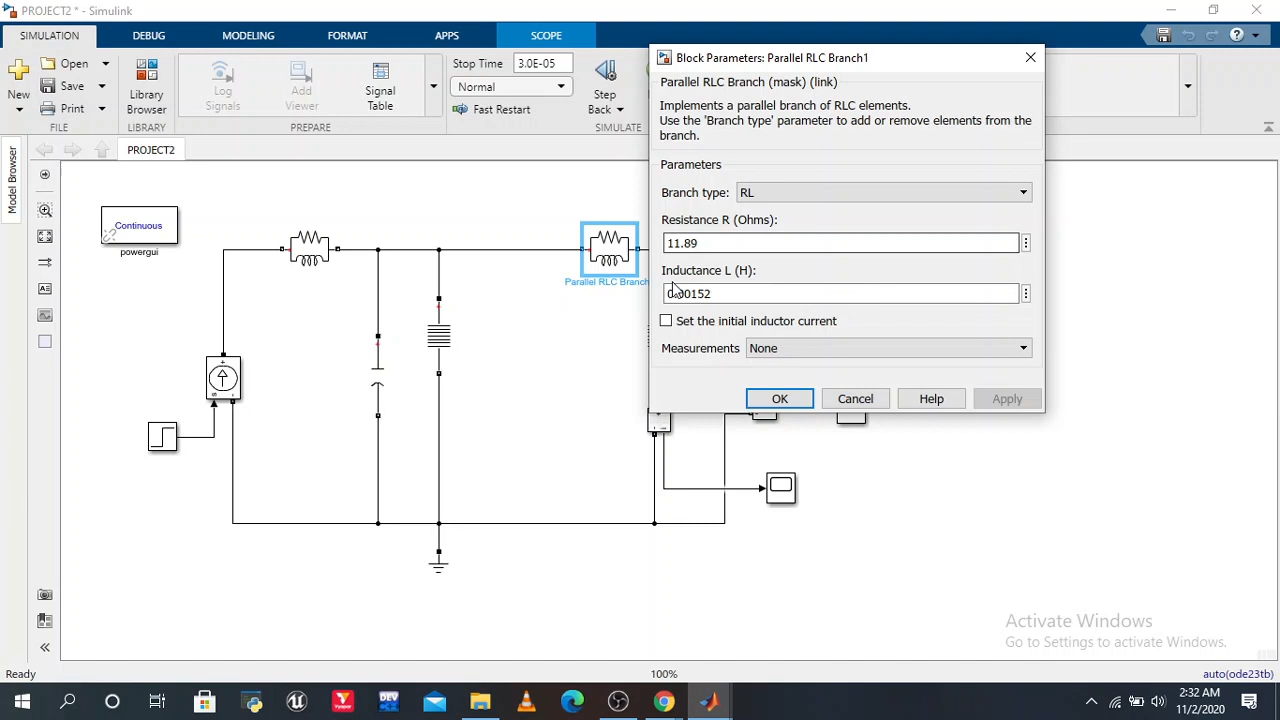 PROJECT2 * - Simulink
SIMULATION
DEBUG
MODELING
FORMAT
APPS
SCOPE
New
Open
Save
Print
FILE
Library
Browser
LIBRARY
Log
Signals
Add
Viewer
Signal
Table
PREPARE
Stop Time
3.0E-05
Normal
Fast Restart
Step
Back
SIMULATE
PROJECT2
Model Browser
Continuous
powergui
Parallel RLC Branch
Block Parameters: Parallel RLC Branch1
Parallel RLC Branch (mask) (link)
Implements a parallel branch of RLC elements.
Use the 'Branch type' parameter to add or remove elements from the
branch.
Parameters
Branch type: RL
Resistance R (Ohms):
11.89
Inductance L (H):
0.00152
Set the initial inductor current
Measurements None
OK
Cancel
Help
Apply
Activate Windows
Go to Settings to activate Windows.
Ready
100%
auto(ode23tb)
2:32 AM
11/2/2020